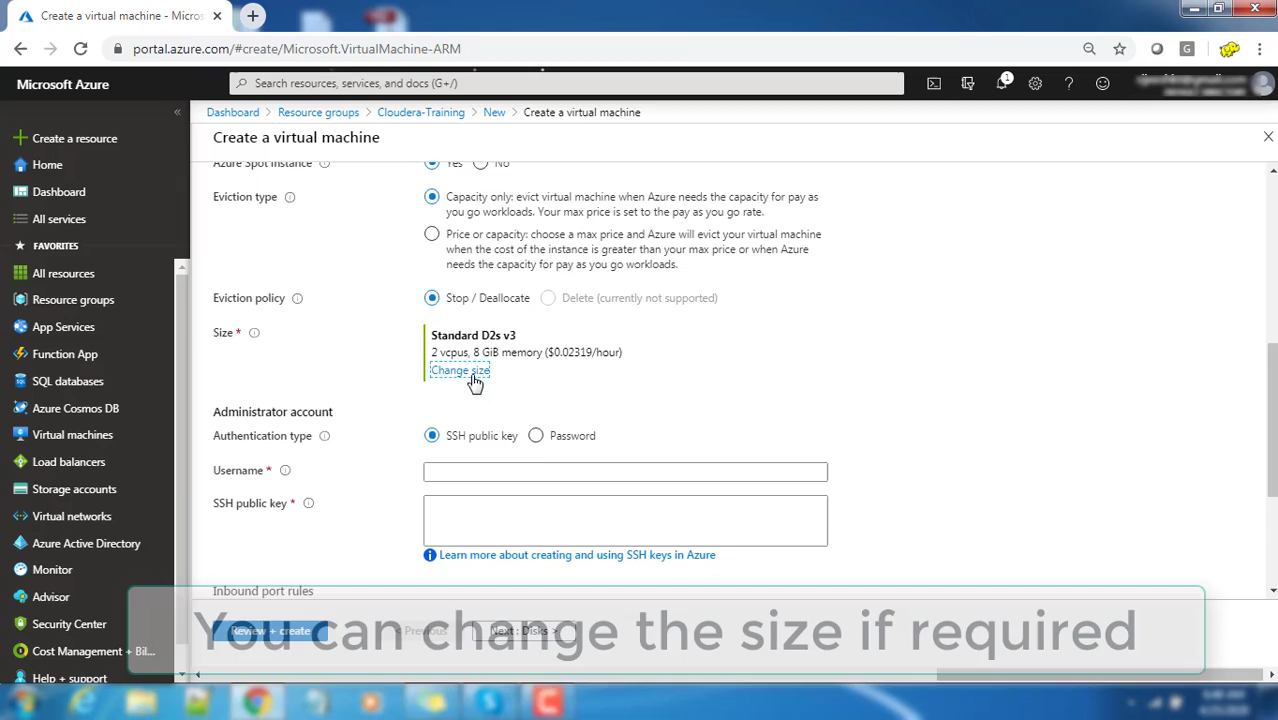 Create a virtual machine - Micros
portal.azure.com/#create/Microsoft.VirtualMachine-ARM
G
Microsoft Azure
Search resources, services, and docs (G+/)
1
Dashboard > Resource groups > Cloudera-Training > New > Create a virtual machine
Create a virtual machine
Create a resource
Home
Dashboard
All services
FAVORITES
All resources
Resource groups
App Services
Function App
SQL databases
Azure Cosmos DB
Virtual machines
Load balancers
Storage accounts
Virtual networks
Azure Active Directory
Monitor
Advisor
Security Center
Cost Management + Bil...
Help + support
Azure Spot instance
Yes
No
Eviction type
Capacity only: evict virtual machine when Azure needs the capacity for pay as
you go workloads. Your max price is set to the pay as you go rate.
Price or capacity: choose a max price and Azure will evict your virtual machine
when the cost of the instance is greater than your max price or when Azure
needs the capacity for pay as you go workloads.
Eviction policy
Stop / Deallocate
Delete (currently not supported)
Size *
Standard D2s v3
2 vcpus, 8 GiB memory ($0.02319/hour)
Change size
Administrator account
Authentication type
SSH public key
Password
Username *
SSH public key *
Learn more about creating and using SSH keys in Azure
Inbound port rules
You can change the size if required
Review + create
< Previous
Next : Disks >